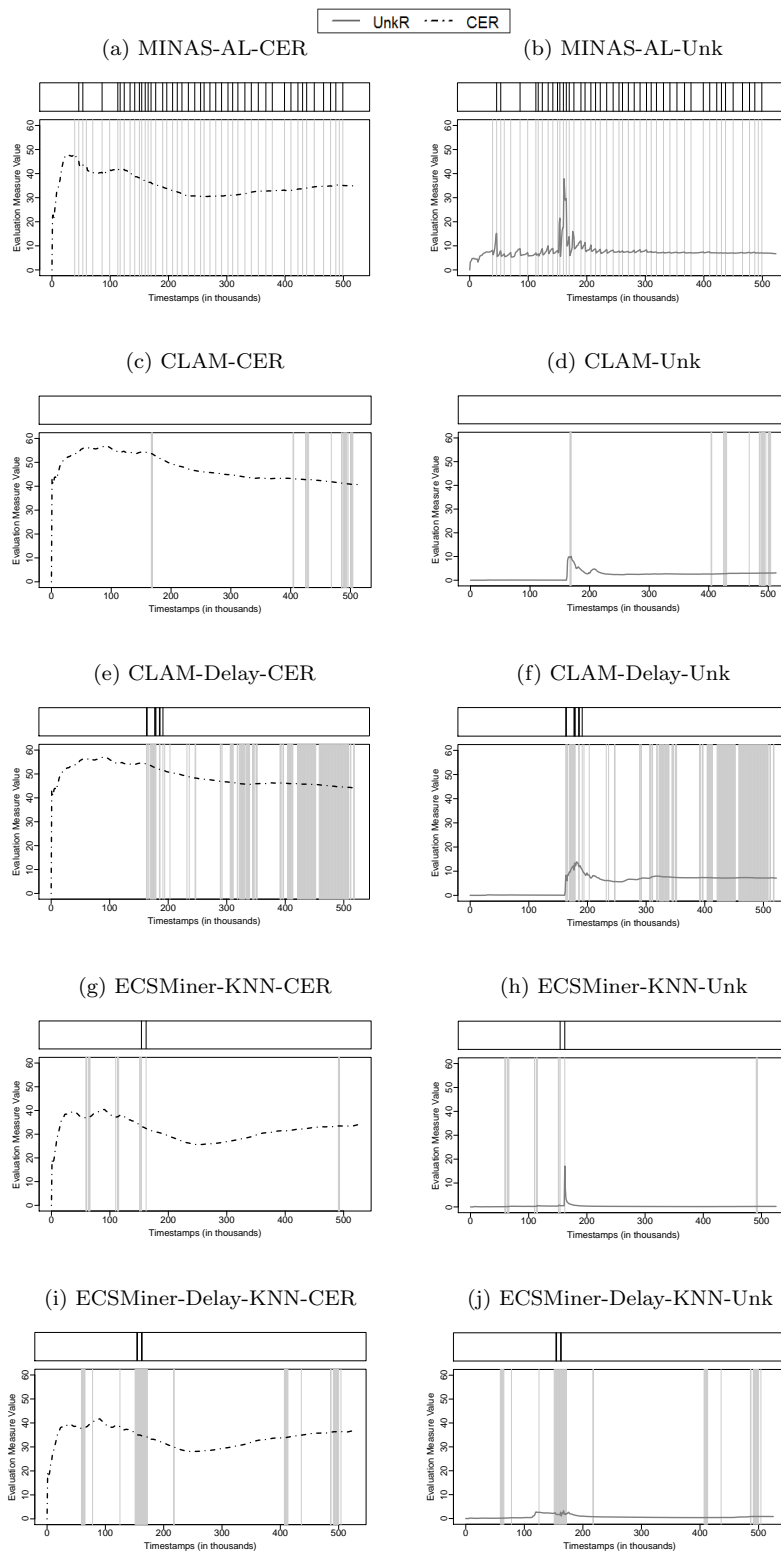 UnkR CER
(a) MINAS-AL-CER
(b) MINAS-AL-Unk
Evaluation Measure Value
0 10 20 30 40 50 60
0 100 200 300 400 500
Timestamps (in thousands)
Evaluation Measure Value
0 10 20 30 40 50 60
0 100 200 300 400 500
Timestamps (in thousands)
(c) CLAM-CER
(d) CLAM-Unk
Evaluation Measure Value
0 10 20 30 40 50 60
0 100 200 300 400 500
Timestamps (in thousands)
Evaluation Measure Value
0 10 20 30 40 50 60
0 100 200 300 400 500
Timestamps (in thousands)
(e) CLAM-Delay-CER
(f) CLAM-Delay-Unk
Evaluation Measure Value
0 10 20 30 40 50 60
0 100 200 300 400 500
Timestamps (in thousands)
Evaluation Measure Value
0 10 20 30 40 50 60
0 100 200 300 400 500
Timestamps (in thousands)
(g) ECSMiner-KNN-CER
(h) ECSMiner-KNN-Unk
Evaluation Measure Value
0 10 20 30 40 50 60
0 100 200 300 400 500
Timestamps (in thousands)
Evaluation Measure Value
0 10 20 30 40 50 60
0 100 200 300 400 500
Timestamps (in thousands)
(i) ECSMiner-Delay-KNN-CER
(j) ECSMiner-Delay-KNN-Unk
Evaluation Measure Value
0 10 20 30 40 50 60
0 100 200 300 400 500
Timestamps (in thousands)
Evaluation Measure Value
0 10 20 30 40 50 60
0 100 200 300 400 500
Timestamps (in thousands)